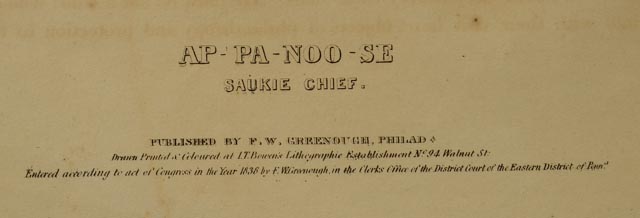 AP-PA-NOO-SE
SAUKIE CHIEF.
PUBLISHED BY F. W. GREENOUGH, PHILADᴬ
Drawn Printed & Coloured at I.T. Bowen's Lithographic Establishment Nº 94 Walnut St.
Entered according to act of Congress in the Year 1838 by F. W. Greenough, in the Clerks Office of the District Court of the Eastern District of Pennᵃ